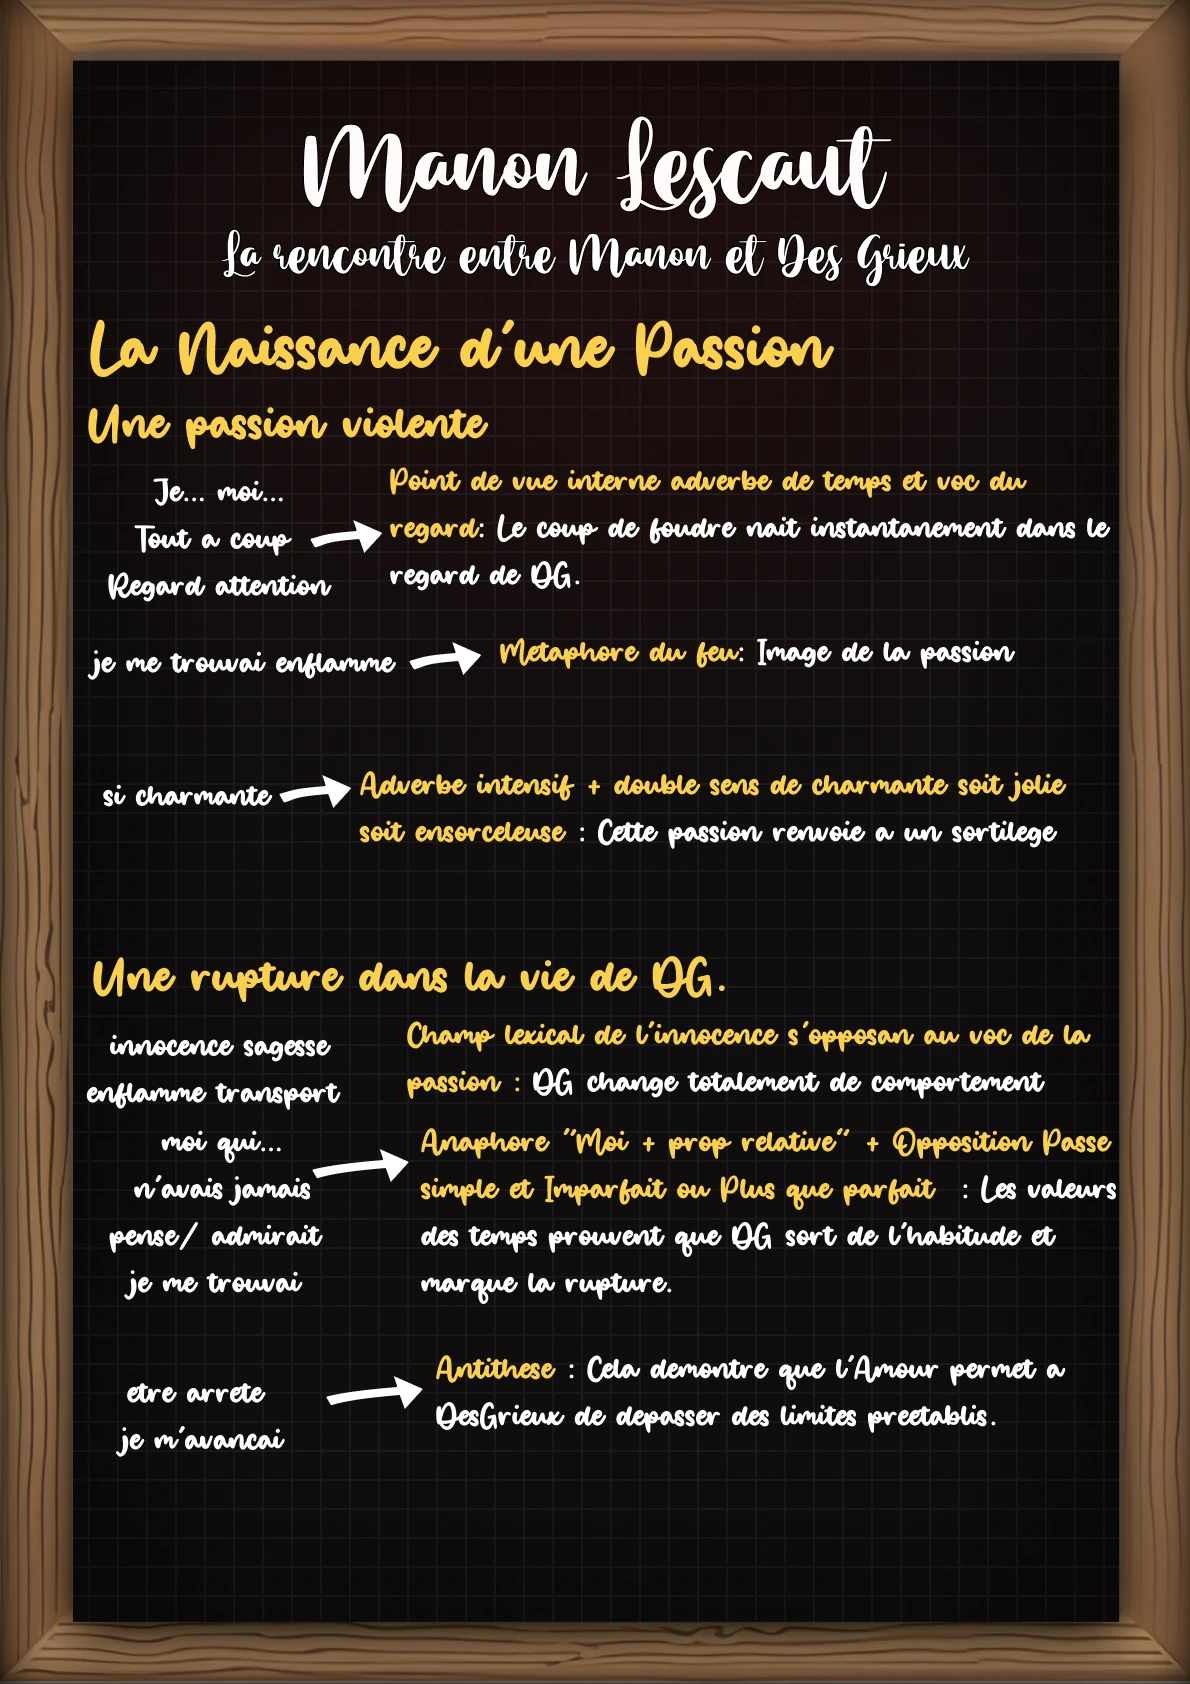 Manon Lescaut
La rencontre entre Manon et Des Grieux
La Naissance d'une Passion
Une passion violente
Je... moi...
Tout a coup
Regard attention
Point de vue interne adverbe de temps et voc du
regard: Le coup de foudre nait instantanement dans le
regard de DG.
je me trouvai enflamme
Metaphore du feu: Image de la passion
si charmante
Adverbe intensif + double sens de charmante soit jolie
soit ensorceleuse : Cette passion renvoie a un sortilege
Une rupture dans la vie de DG.
innocence sagesse
enflamme transport
Champ lexical de l'innocence s'opposan au voc de la
passion : DG change totalement de comportement
moi qui...
n'avais jamais
pense/ admirait
je me trouvai
Anaphore "Moi + prop relative" + Opposition Passe
simple et Imparfait ou Plus que parfait : Les valeurs
des temps prouvent que DG sort de l'habitude et
marque la rupture.
etre arrete
je m'avancai
Antithese : Cela demontre que l'Amour permet a
DesGrieux de depasser des limites preetablis.